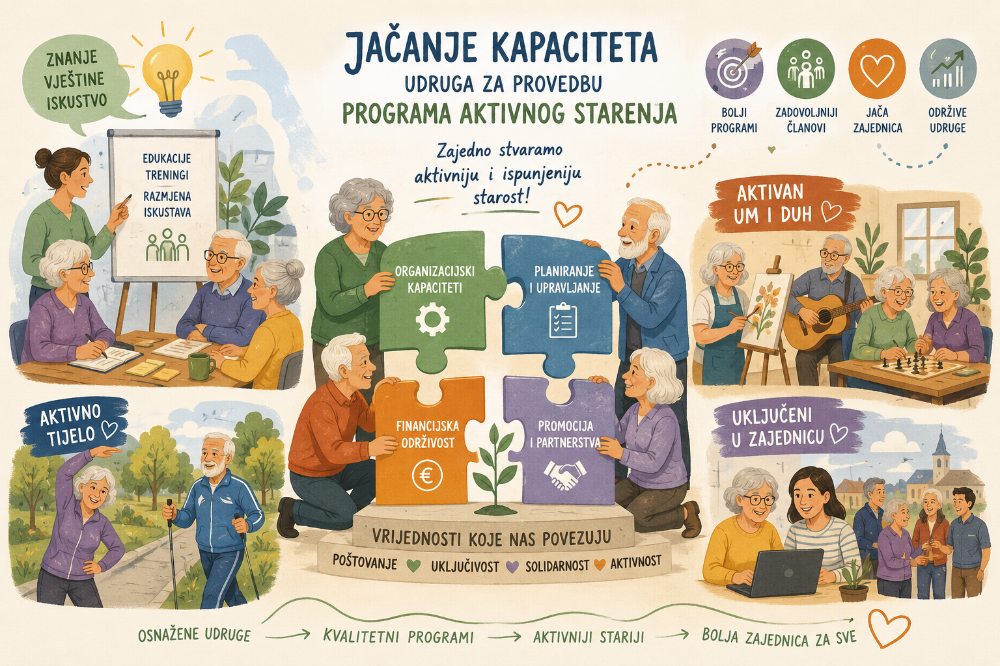 JAČANJE KAPACITETA
UDRUGA ZA PROVEDBU
PROGRAMA AKTIVNOG STARENJA
Zajedno stvaramo
aktivniju i ispunjeniju
starost!
ZNANJE
VJEŠTINE
ISKUSTVO
EDUKACIJE
TRENINGI
RAZMJENA
ISKUSTAVA
BOLJI
PROGRAMI
ZADOVOLJNIJI
ČLANOVI
JAČA
ZAJEDNICA
ODRŽIVE
UDRUGE
ORGANIZACIJSKI
KAPACITETI
PLANIRANJE
I UPRAVLJANJE
FINANCIJSKA
ODRŽIVOST
€
PROMOCIJA
I PARTNERSTVA
AKTIVAN
UM I DUH
AKTIVNO
TIJELO
UKLJUČENI
U ZAJEDNICU
VRIJEDNOSTI KOJE NAS POVEZUJU
POŠTOVANJE UKLJUČIVOST SOLIDARNOST AKTIVNOST
OSNAŽENE UDRUGE → KVALITETNI PROGRAMI → AKTIVNIJI STARIJI → BOLJA ZAJEDNICA ZA SVE